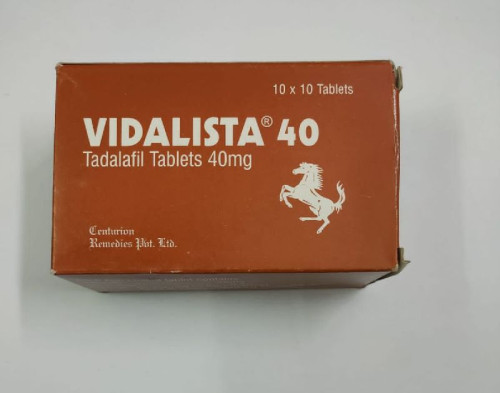 10 x 10 Tablets
VIDALISTA® 40
Tadalafil Tablets 40mg
Centurion
Remedies Pvt. Ltd.